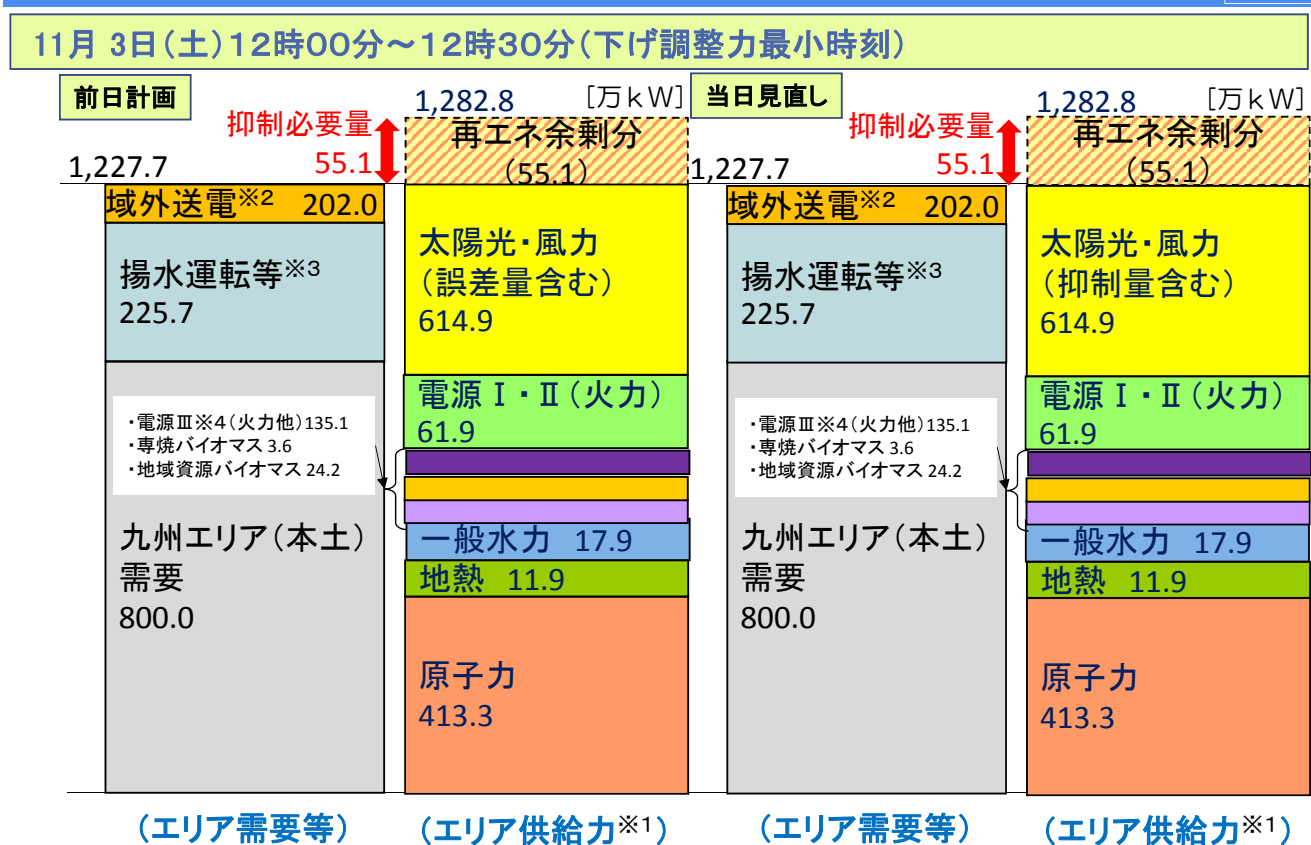 11月 3日(土)12時00分～12時30分(下げ調整力最小時刻)
前日計画
1,282.8
[万kW]
抑制必要量
55.1
再エネ余剰分
(55.1)
1,227.7
域外送電※2 202.0
揚水運転等※3
225.7
・電源Ⅲ※4(火力他)135.1
・専焼バイオマス 3.6
・地域資源バイオマス 24.2
九州エリア(本土)
需要
800.0
太陽光・風力
(誤差量含む)
614.9
電源Ⅰ・Ⅱ(火力)
61.9
一般水力 17.9
地熱 11.9
原子力
413.3
(エリア需要等)
(エリア供給力※1)
当日見直し
1,282.8
[万kW]
抑制必要量
55.1
再エネ余剰分
(55.1)
1,227.7
域外送電※2 202.0
揚水運転等※3
225.7
・電源Ⅲ※4(火力他)135.1
・専焼バイオマス 3.6
・地域資源バイオマス 24.2
九州エリア(本土)
需要
800.0
太陽光・風力
(抑制量含む)
614.9
電源Ⅰ・Ⅱ(火力)
61.9
一般水力 17.9
地熱 11.9
原子力
413.3
(エリア需要等)
(エリア供給力※1)